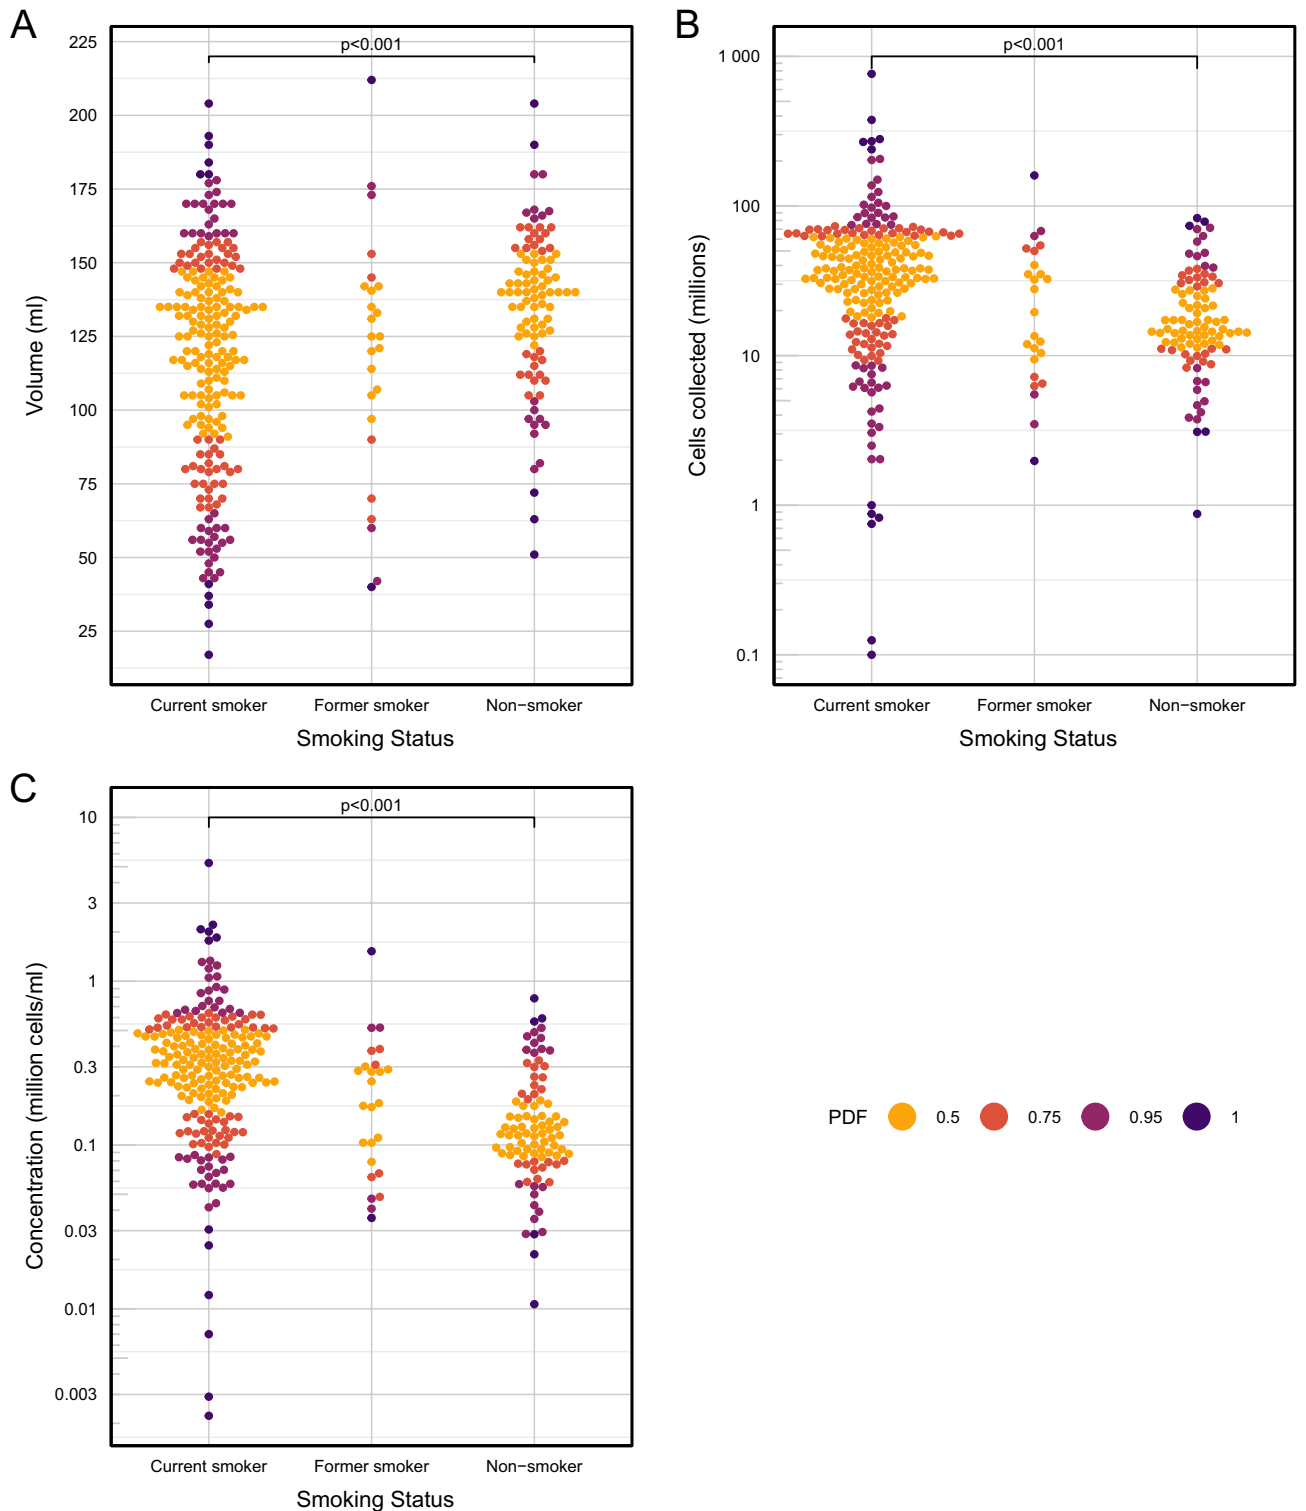 A
p<0.001
225
200
175
150
125
100
75
50
25
Volume (ml)
Current smoker
Former smoker
Non−smoker
Smoking Status
B
p<0.001
1 000
100
10
1
0.1
Cells collected (millions)
Current smoker
Former smoker
Non−smoker
Smoking Status
C
p<0.001
10
3
1
0.3
0.1
0.03
0.01
0.003
Concentration (million cells/ml)
Current smoker
Former smoker
Non−smoker
Smoking Status
PDF 0.5 0.75 0.95 1